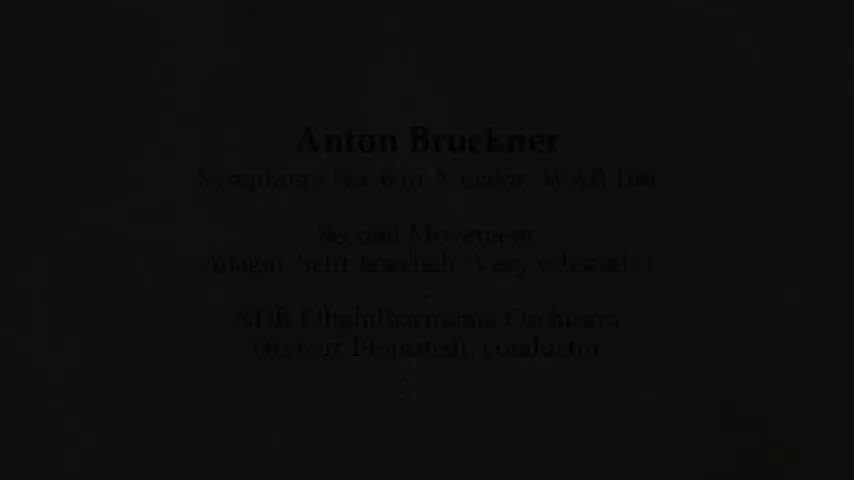 Anton Bruckner
Symphony No. 6 in A major, WAB 106
Second Movement
Adagio. Sehr feierlich (Very solemnly)
NDR Elbphilharmonie Orchestra
Herbert Blomstedt, conductor